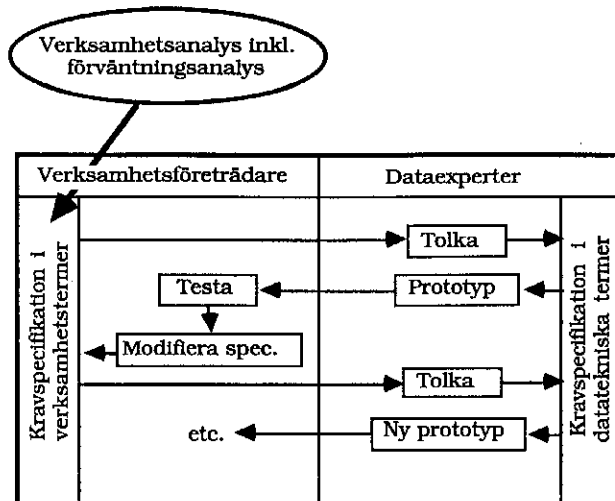 Verksamhetsanalys inkl.
förväntningsanalys
Verksamhetsföreträdare
Dataexperter
Kravspecifikation i
verksamhetstermer
Tolka
Testa
Prototyp
Modifiera spec.
Tolka
etc.
Ny prototyp
Kravspecifikation i
datatekniska termer